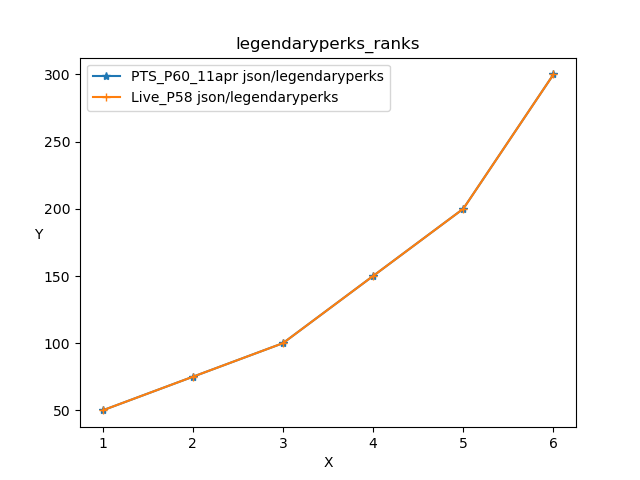 legendaryperks_ranks
PTS_P60_11apr json/legendaryperks
Live_P58 json/legendaryperks
300
250
200
150
100
50
Y
1 2 3 4 5 6
X